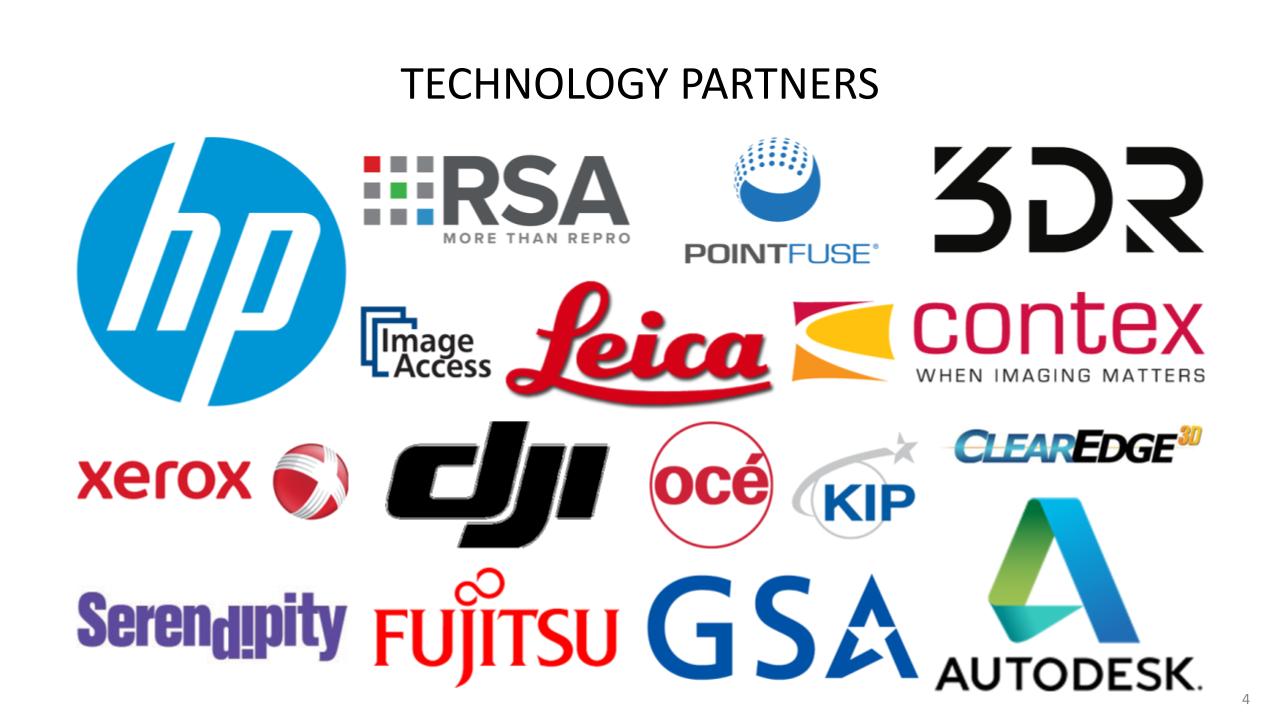 TECHNOLOGY PARTNERS
hp
RSA
MORE THAN REPRO
POINTFUSE®
3DR
Image
Access
Leica
contex
WHEN IMAGING MATTERS
xerox
dji
océ
KIP
CLEAREDGE3D
Serendipity
FUJITSU
GSA
AUTODESK.
4